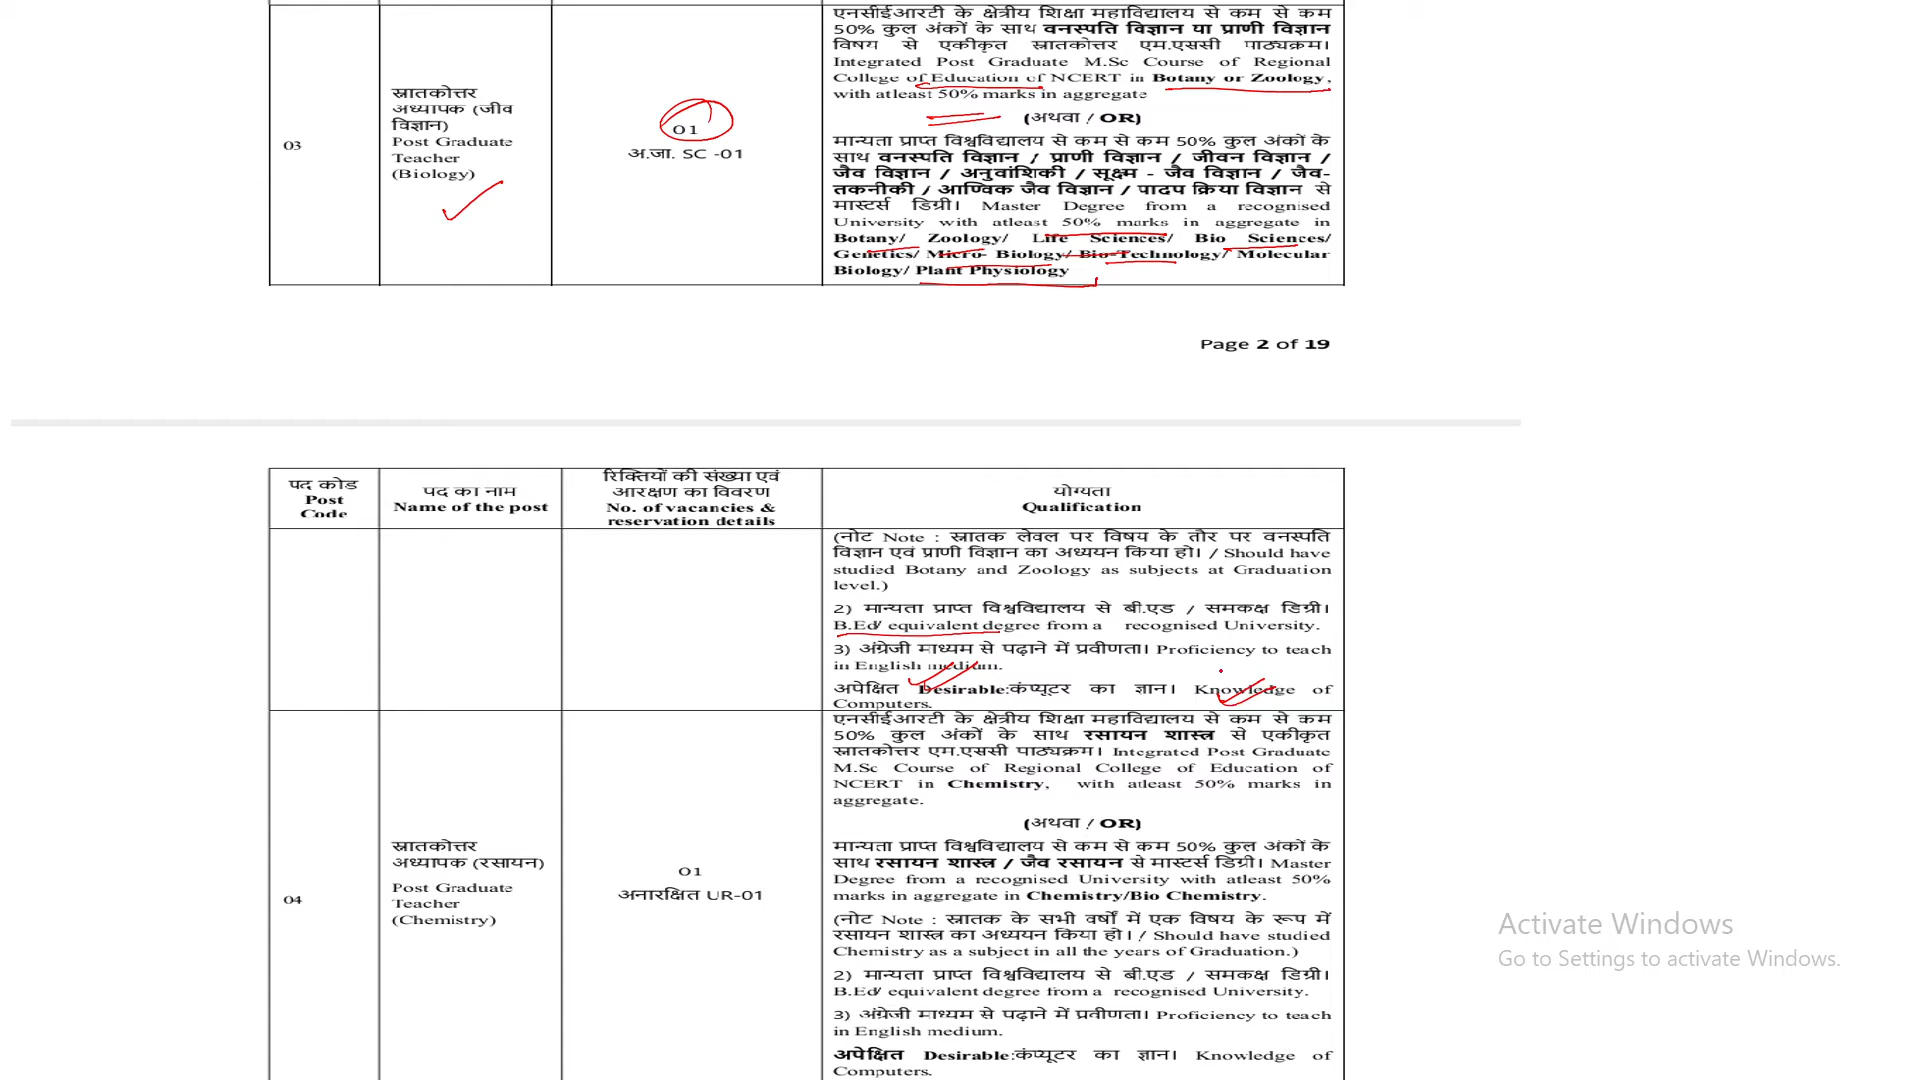 एनसीईआरटी के क्षेत्रीय शिक्षा महाविद्यालय से कम से कम
50% कुल अंकों के साथ वनस्पति विज्ञान या प्राणी विज्ञान
विषय से एकीकृत स्नातकोत्तर एम.एससी पाठ्यक्रम।
Integrated Post Graduate M.Sc Course of Regional
College of Education of NCERT in Botany or Zoology,
with atleast 50% marks in aggregate
(अथवा / OR)
03
स्नातकोत्तर
अध्यापक (जीव
विज्ञान)
Post Graduate
Teacher
(Biology)
01
अ.जा. SC -01
मान्यता प्राप्त विश्वविद्यालय से कम से कम 50% कुल अंकों के
साथ वनस्पति विज्ञान / प्राणी विज्ञान / जीवन विज्ञान /
जैव विज्ञान / अनुवांशिकी / सूक्ष्म - जैव विज्ञान / जैव-
तकनीकी / आण्विक जैव विज्ञान / पादप क्रिया विज्ञान से
मास्टर्स डिग्री। Master Degree from a recognised
University with atleast 50% marks in aggregate in
Botany/ Zoology/ Life Sciences/ Bio Sciences/
Genetics/ Micro- Biology/ Bio-Technology/ Molecular
Biology/ Plant Physiology
Page 2 of 19
पद कोड
Post
Code
पद का नाम
Name of the post
रिक्तियों की संख्या एवं
आरक्षण का विवरण
No. of vacancies &
reservation details
योग्यता
Qualification
(नोट Note : स्नातक लेवल पर विषय के तौर पर वनस्पति
विज्ञान एवं प्राणी विज्ञान का अध्ययन किया हो। / Should have
studied Botany and Zoology as subjects at Graduation
level.)
2) मान्यता प्राप्त विश्वविद्यालय से बी.एड / समकक्ष डिग्री।
B.Ed/ equivalent degree from a recognised University.
3) अंग्रेजी माध्यम से पढ़ाने में प्रवीणता। Proficiency to teach
in English medium.
अपेक्षित Desirable:कंप्यूटर का ज्ञान। Knowledge of
Computers.
04
स्नातकोत्तर
अध्यापक (रसायन)
Post Graduate
Teacher
(Chemistry)
01
अनारक्षित UR-01
एनसीईआरटी के क्षेत्रीय शिक्षा महाविद्यालय से कम से कम
50% कुल अंकों के साथ रसायन शास्त्र से एकीकृत
स्नातकोत्तर एम.एससी पाठ्यक्रम। Integrated Post Graduate
M.Sc Course of Regional College of Education of
NCERT in Chemistry, with atleast 50% marks in
aggregate.
(अथवा / OR)
मान्यता प्राप्त विश्वविद्यालय से कम से कम 50% कुल अंकों के
साथ रसायन शास्त्र / जैव रसायन से मास्टर्स डिग्री। Master
Degree from a recognised University with atleast 50%
marks in aggregate in Chemistry/Bio Chemistry.
(नोट Note : स्नातक के सभी वर्षों में एक विषय के रूप में
रसायन शास्त्र का अध्ययन किया हो। / Should have studied
Chemistry as a subject in all the years of Graduation.)
2) मान्यता प्राप्त विश्वविद्यालय से बी.एड / समकक्ष डिग्री।
B.Ed/ equivalent degree from a recognised University.
3) अंग्रेजी माध्यम से पढ़ाने में प्रवीणता। Proficiency to teach
in English medium.
अपेक्षित Desirable:कंप्यूटर का ज्ञान। Knowledge of
Computers.
Activate Windows
Go to Settings to activate Windows.